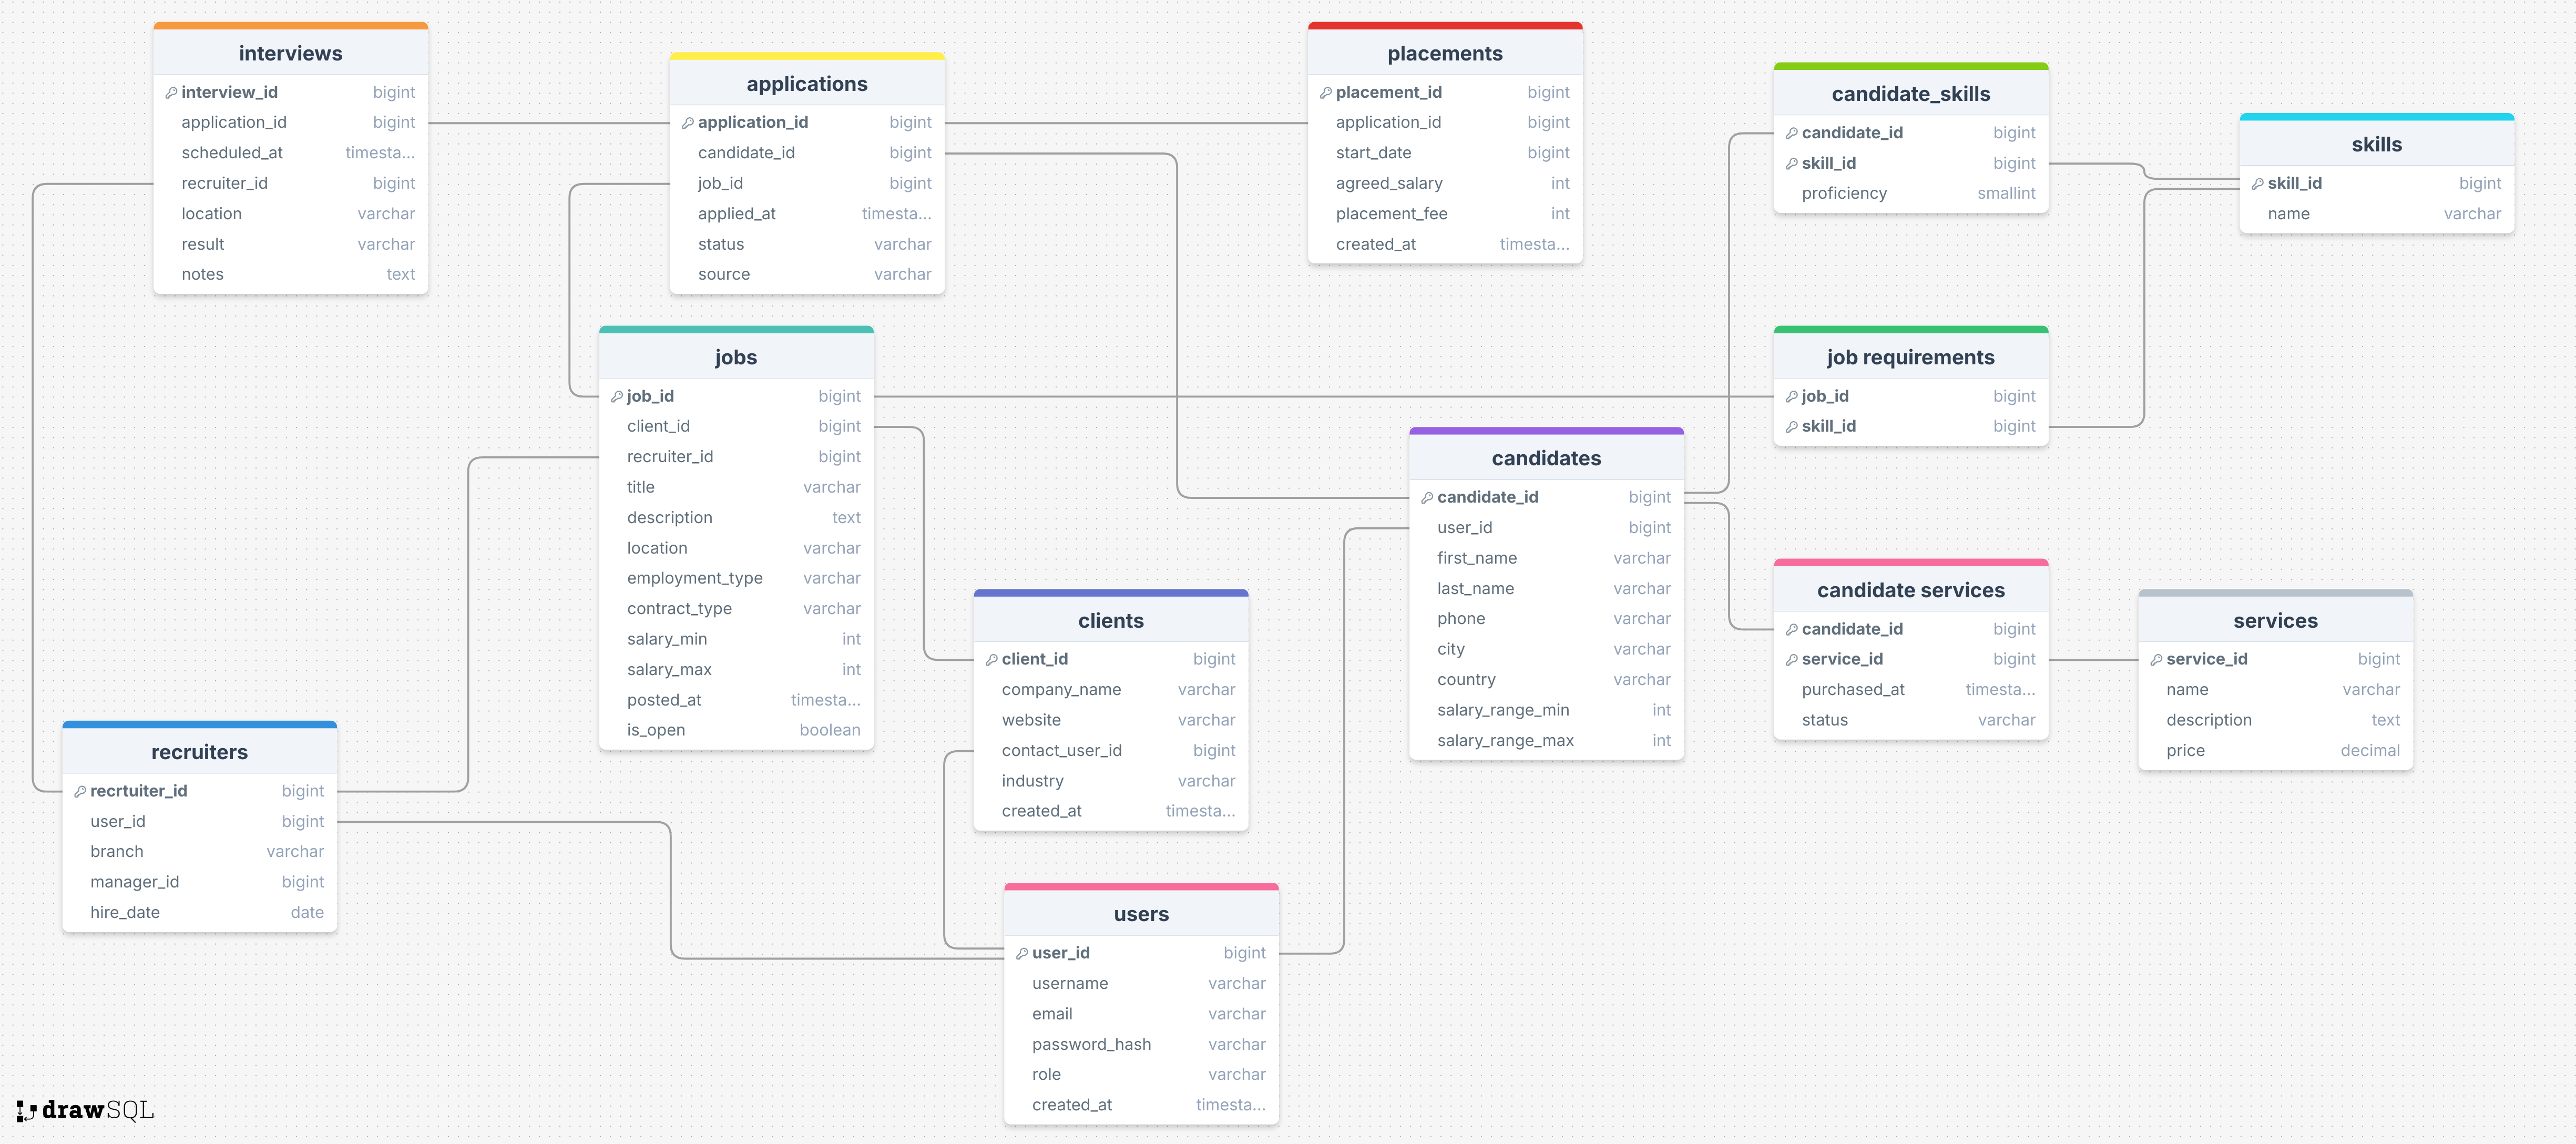 interviews
interview_id bigint
application_id bigint
scheduled_at timesta...
recruiter_id bigint
location varchar
result varchar
notes text
applications
application_id bigint
candidate_id bigint
job_id bigint
applied_at timesta...
status varchar
source varchar
placements
placement_id bigint
application_id bigint
start_date bigint
agreed_salary int
placement_fee int
created_at timesta...
candidate_skills
candidate_id bigint
skill_id bigint
proficiency smallint
skills
skill_id bigint
name varchar
jobs
job_id bigint
client_id bigint
recruiter_id bigint
title varchar
description text
location varchar
employment_type varchar
contract_type varchar
salary_min int
salary_max int
posted_at timesta...
is_open boolean
job requirements
job_id bigint
skill_id bigint
candidates
candidate_id bigint
user_id bigint
first_name varchar
last_name varchar
phone varchar
city varchar
country varchar
salary_range_min int
salary_range_max int
clients
client_id bigint
company_name varchar
website varchar
contact_user_id bigint
industry varchar
created_at timesta...
candidate services
candidate_id bigint
service_id bigint
purchased_at timesta...
status varchar
services
service_id bigint
name varchar
description text
price decimal
recruiters
recrtuiter_id bigint
user_id bigint
branch varchar
manager_id bigint
hire_date date
users
user_id bigint
username varchar
email varchar
password_hash varchar
role varchar
created_at timesta...
drawSQL